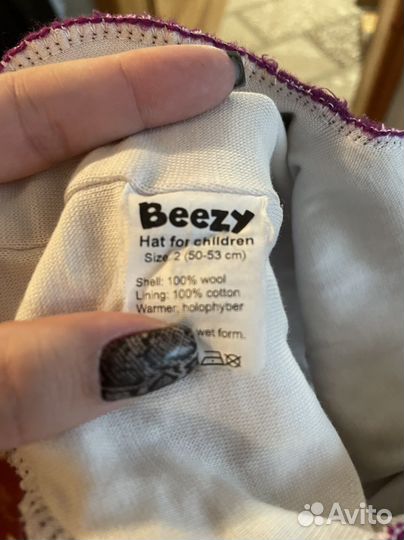 Beezy
Hat for children
Size 2 (50-53 cm)
Shell: 100% wool
Lining: 100% cotton
Warmer: holophyber
wet form.
Avito